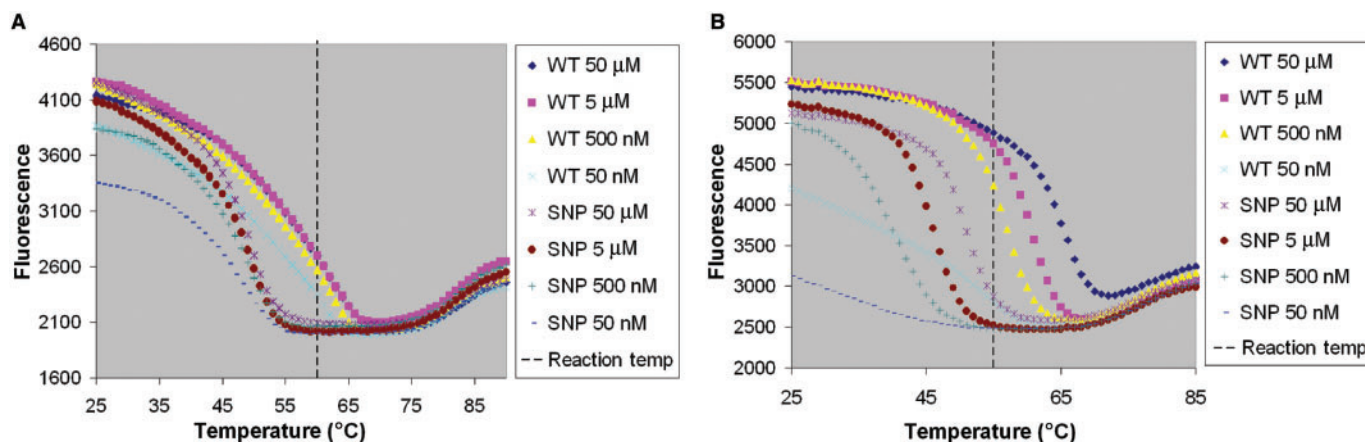 A
Fluorescence
4600
4100
3600
3100
2600
2100
1600
25 35 45 55 65 75 85
Temperature (°C)
WT 50 µM
WT 5 µM
WT 500 nM
WT 50 nM
SNP 50 µM
SNP 5 µM
SNP 500 nM
SNP 50 nM
Reaction temp
B
Fluorescence
6000
5500
5000
4500
4000
3500
3000
2500
2000
25 45 65 85
Temperature (°C)
WT 50 µM
WT 5 µM
WT 500 nM
WT 50 nM
SNP 50 µM
SNP 5 µM
SNP 500 nM
SNP 50 nM
Reaction temp